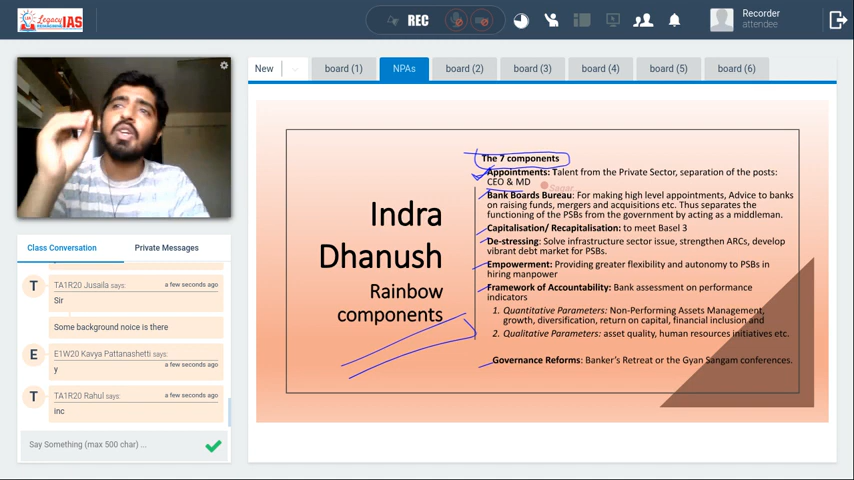 Legacy IAS
REC
Recorder
attendee
New
board (1)
NPAs
board (2)
board (3)
board (4)
board (5)
board (6)
Class Conversation
Private Messages
T
TA1R20 Jusaila says:
a few seconds ago
Sir
Some background noice is there
E
E1W20 Kavya Pattanashetti says:
a few seconds ago
y
T
TA1R20 Rahul says:
a few seconds ago
inc
Say Something (max 500 char) ...
Indra
Dhanush
Rainbow
components
The 7 components
Appointments: Talent from the Private Sector, separation of the posts:
CEO & MD
Sagar
Bank Boards Bureau: For making high level appointments, Advice to banks
on raising funds, mergers and acquisitions etc. Thus separates the
functioning of the PSBs from the government by acting as a middleman.
Capitalisation/ Recapitalisation: to meet Basel 3
De-stressing: Solve infrastructure sector issue, strengthen ARCs, develop
vibrant debt market for PSBs.
Empowerment: Providing greater flexibility and autonomy to PSBs in
hiring manpower
Framework of Accountability: Bank assessment on performance
indicators
1. Quantitative Parameters: Non-Performing Assets Management,
growth, diversification, return on capital, financial inclusion and
2. Qualitative Parameters: asset quality, human resources initiatives etc.
Governance Reforms: Banker's Retreat or the Gyan Sangam conferences.